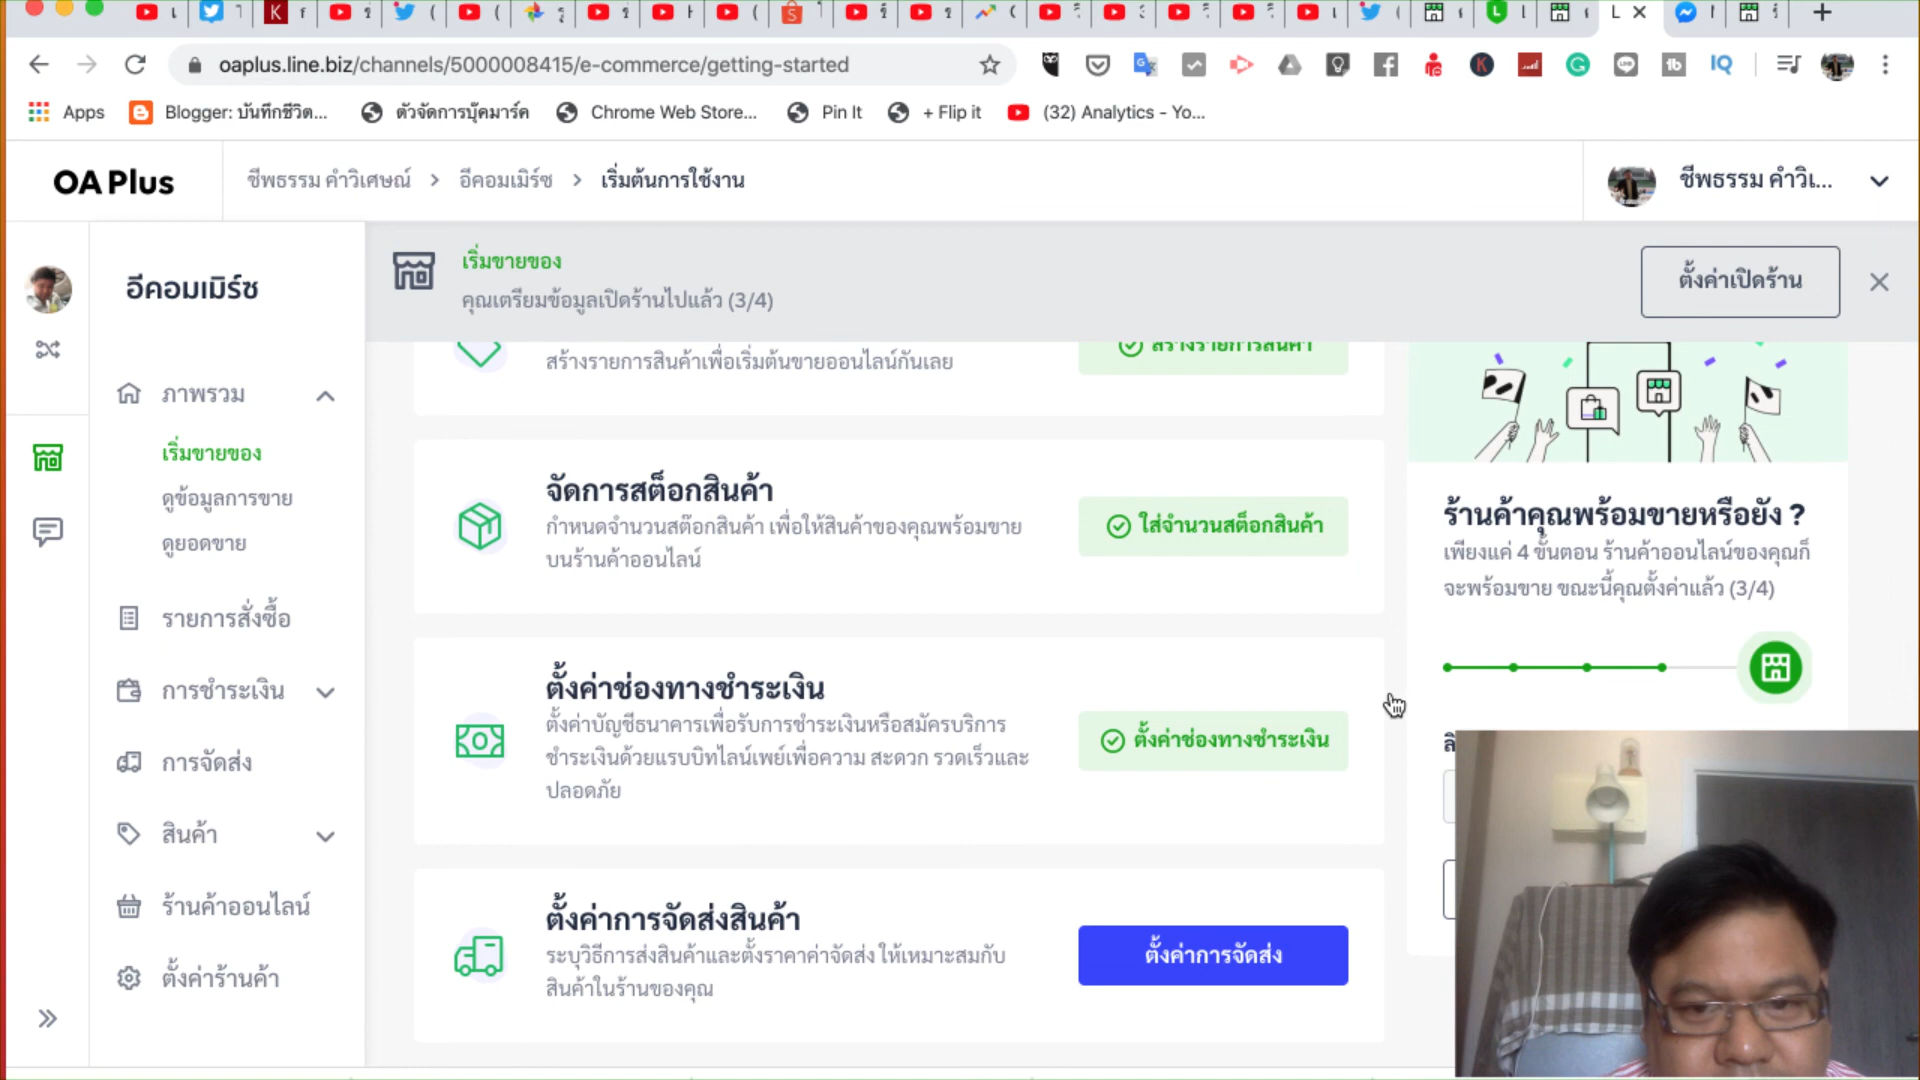 oaplus.line.biz/channels/5000008415/e-commerce/getting-started
Apps
Blogger: บันทึกชีวิต...
ตัวจัดการบุ๊คมาร์ค
Chrome Web Store...
Pin It
+ Flip it
(32) Analytics - Yo...
OA Plus
ชีพธรรม คำวิเศษณ์ > อีคอมเมิร์ซ > เริ่มต้นการใช้งาน
ชีพธรรม คำวิเ...
อีคอมเมิร์ซ
ภาพรวม
เริ่มขายของ
ดูข้อมูลการขาย
ดูยอดขาย
รายการสั่งซื้อ
การชำระเงิน
การจัดส่ง
สินค้า
ร้านค้าออนไลน์
ตั้งค่าร้านค้า
เริ่มขายของ
คุณเตรียมข้อมูลเปิดร้านไปแล้ว (3/4)
ตั้งค่าเปิดร้าน
สร้างรายการสินค้าเพื่อเริ่มต้นขายออนไลน์กันเลย
สร้างรายการสินค้า
จัดการสต็อกสินค้า
กำหนดจำนวนสต๊อกสินค้า เพื่อให้สินค้าของคุณพร้อมขาย
บนร้านค้าออนไลน์
ใส่จำนวนสต็อกสินค้า
ตั้งค่าช่องทางชำระเงิน
ตั้งค่าบัญชีธนาคารเพื่อรับการชำระเงินหรือสมัครบริการ
ชำระเงินด้วยแรบบิทไลน์เพย์เพื่อความ สะดวก รวดเร็วและ
ปลอดภัย
ตั้งค่าช่องทางชำระเงิน
ตั้งค่าการจัดส่งสินค้า
ระบุวิธีการส่งสินค้าและตั้งราคาค่าจัดส่ง ให้เหมาะสมกับ
สินค้าในร้านของคุณ
ตั้งค่าการจัดส่ง
ร้านค้าคุณพร้อมขายหรือยัง ?
เพียงแค่ 4 ขั้นตอน ร้านค้าออนไลน์ของคุณก็
จะพร้อมขาย ขณะนี้คุณตั้งค่าแล้ว (3/4)